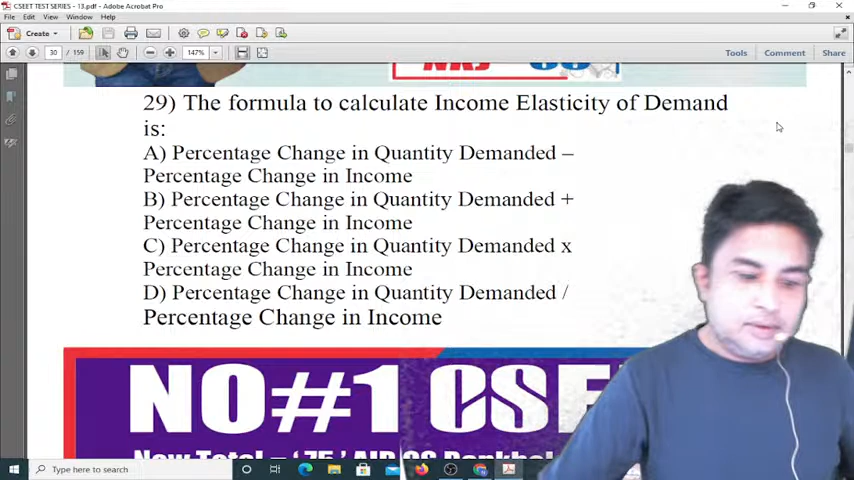 CSEET TEST SERIES - 13.pdf - Adobe Acrobat Pro
File Edit View Window Help
Create
30 / 159
147%
Tools Comment Share
29) The formula to calculate Income Elasticity of Demand
is:
A) Percentage Change in Quantity Demanded –
Percentage Change in Income
B) Percentage Change in Quantity Demanded +
Percentage Change in Income
C) Percentage Change in Quantity Demanded x
Percentage Change in Income
D) Percentage Change in Quantity Demanded /
Percentage Change in Income
NO#1 CSE
Type here to search